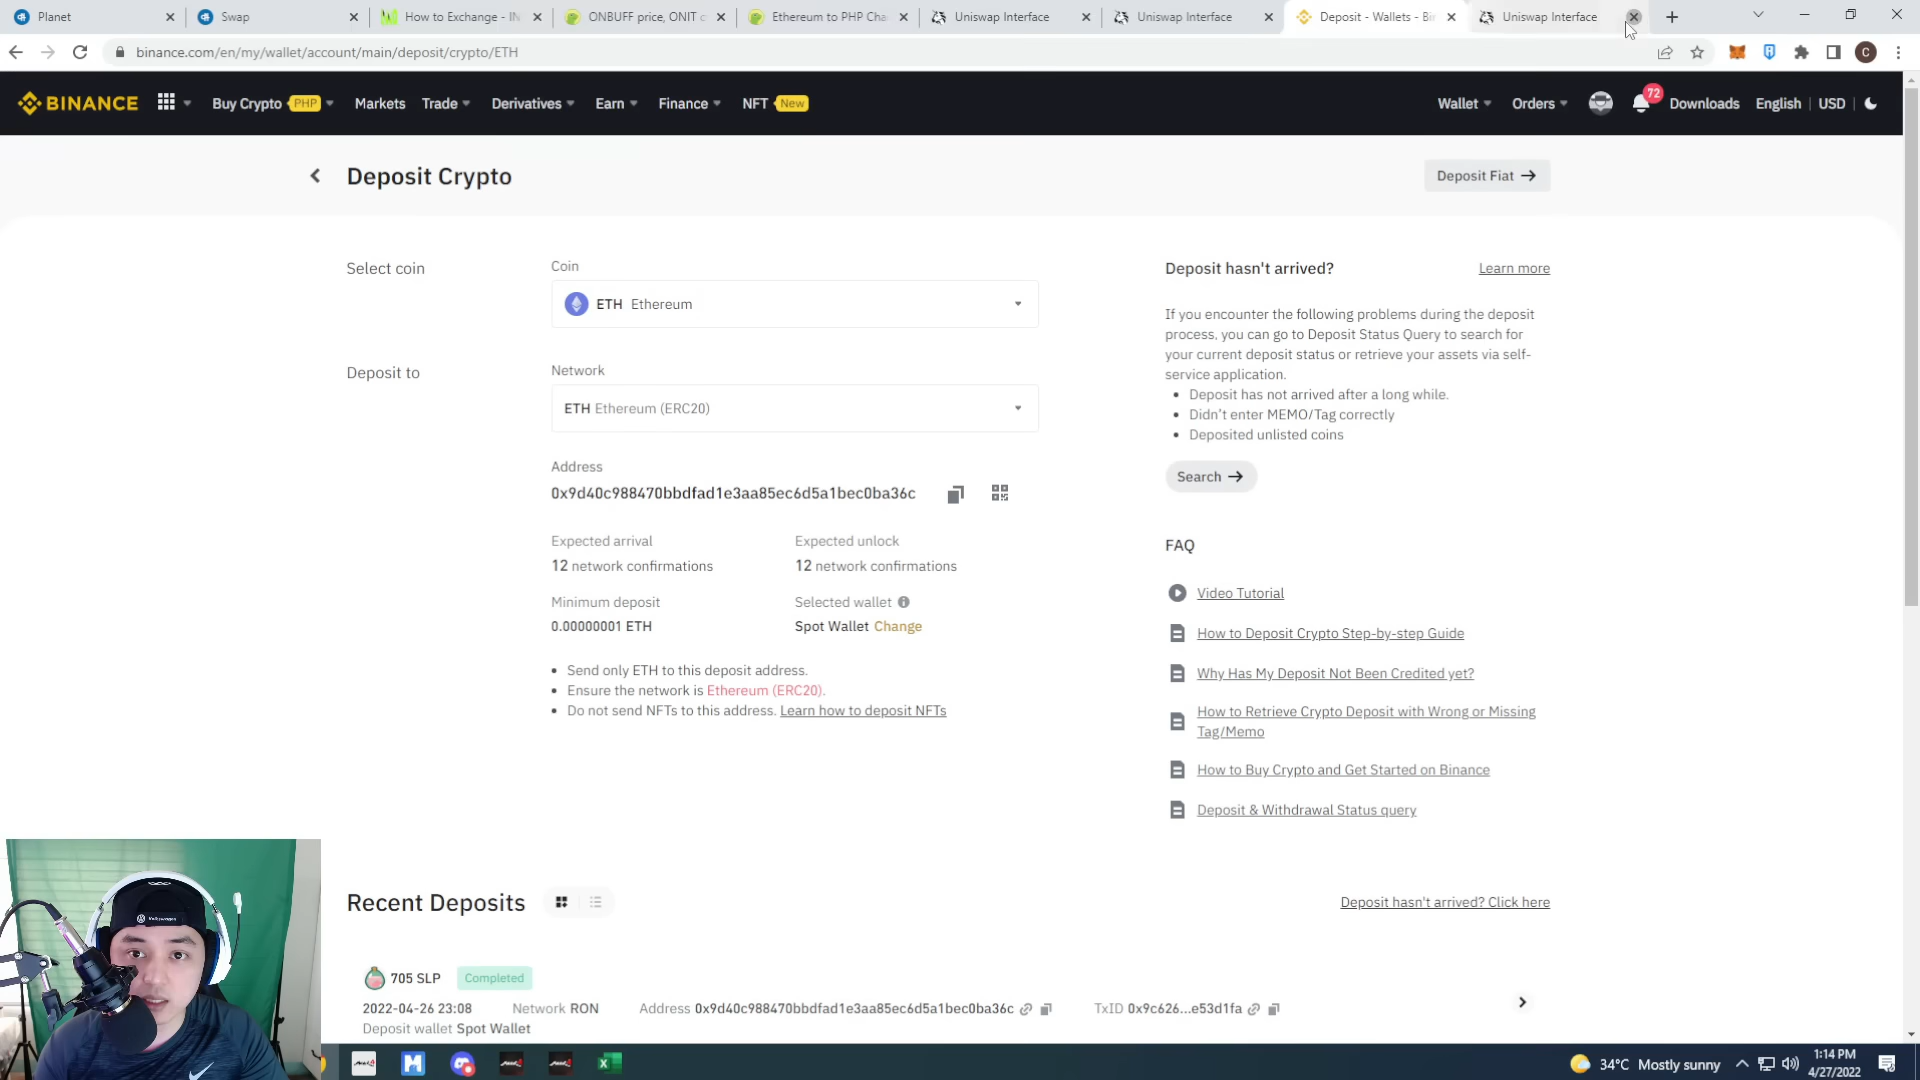 Planet
Swap
How to Exchange - IN
ONBUFF price, ONIT c
Ethereum to PHP Cha
Uniswap Interface
Uniswap Interface
Deposit - Wallets - Bi
Uniswap Interface
binance.com/en/my/wallet/account/main/deposit/crypto/ETH
C
BINANCE
Buy Crypto PHP
Markets
Trade
Derivatives
Earn
Finance
NFT New
Wallet
Orders
72
Downloads
English
USD
Deposit Crypto
Deposit Fiat
Select coin
Coin
ETH Ethereum
Deposit to
Network
ETH Ethereum (ERC20)
Address
0x9d40c988470bbdfad1e3aa85ec6d5a1bec0ba36c
Expected arrival
12 network confirmations
Expected unlock
12 network confirmations
Minimum deposit
0.00000001 ETH
Selected wallet
Spot Wallet Change
Send only ETH to this deposit address.
Ensure the network is Ethereum (ERC20).
Do not send NFTs to this address. Learn how to deposit NFTs
Deposit hasn't arrived?
Learn more
If you encounter the following problems during the deposit
process, you can go to Deposit Status Query to search for
your current deposit status or retrieve your assets via self-
service application.
Deposit has not arrived after a long while.
Didn't enter MEMO/Tag correctly
Deposited unlisted coins
Search
FAQ
Video Tutorial
How to Deposit Crypto Step-by-step Guide
Why Has My Deposit Not Been Credited yet?
How to Retrieve Crypto Deposit with Wrong or Missing
Tag/Memo
How to Buy Crypto and Get Started on Binance
Deposit & Withdrawal Status query
Recent Deposits
Deposit hasn't arrived? Click here
705 SLP
Completed
2022-04-26 23:08
Network RON
Address 0x9d40c988470bbdfad1e3aa85ec6d5a1bec0ba36c
TxID 0x9c626...e53d1fa
Deposit wallet Spot Wallet
34°C Mostly sunny
1:14 PM
4/27/2022